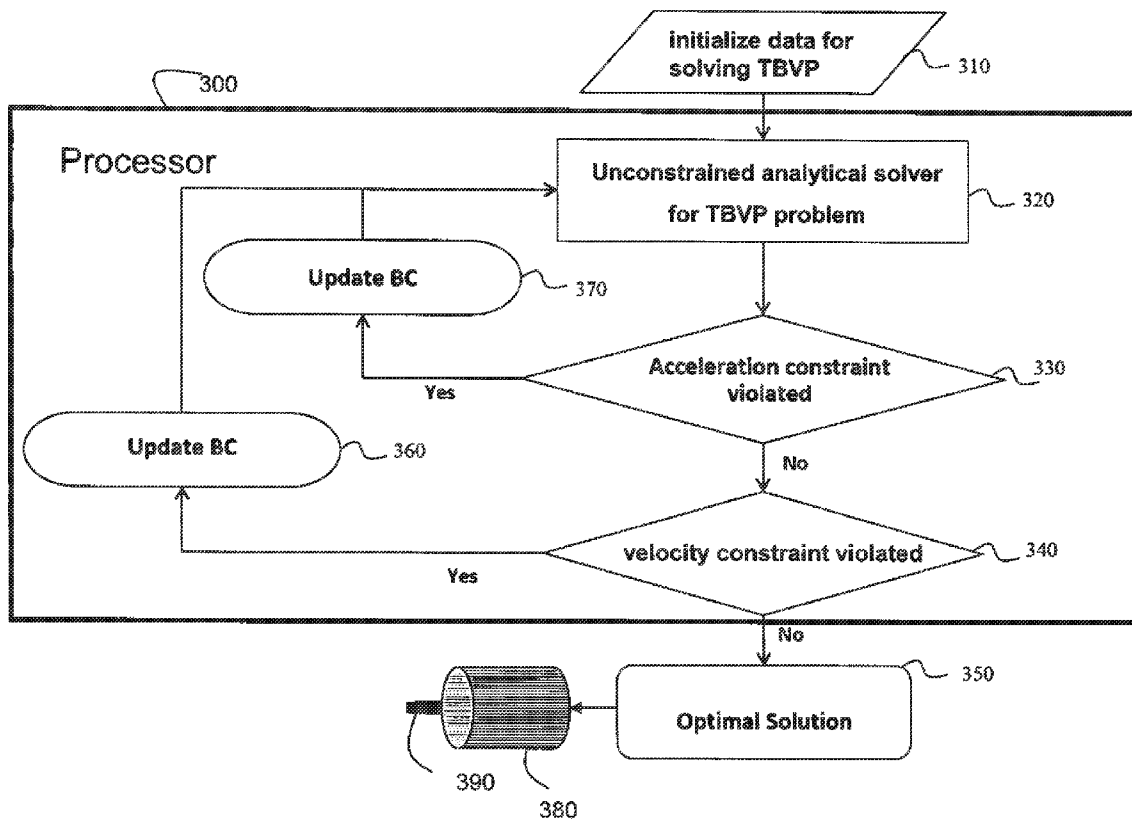 initialize data for
solving TBVP
310
300
Processor
Unconstrained analytical solver
for TBVP problem
320
Update BC
370
Acceleration constraint
violated
330
Yes
Update BC
360
No
velocity constraint violated
340
Yes
No
350
Optimal Solution
390
380